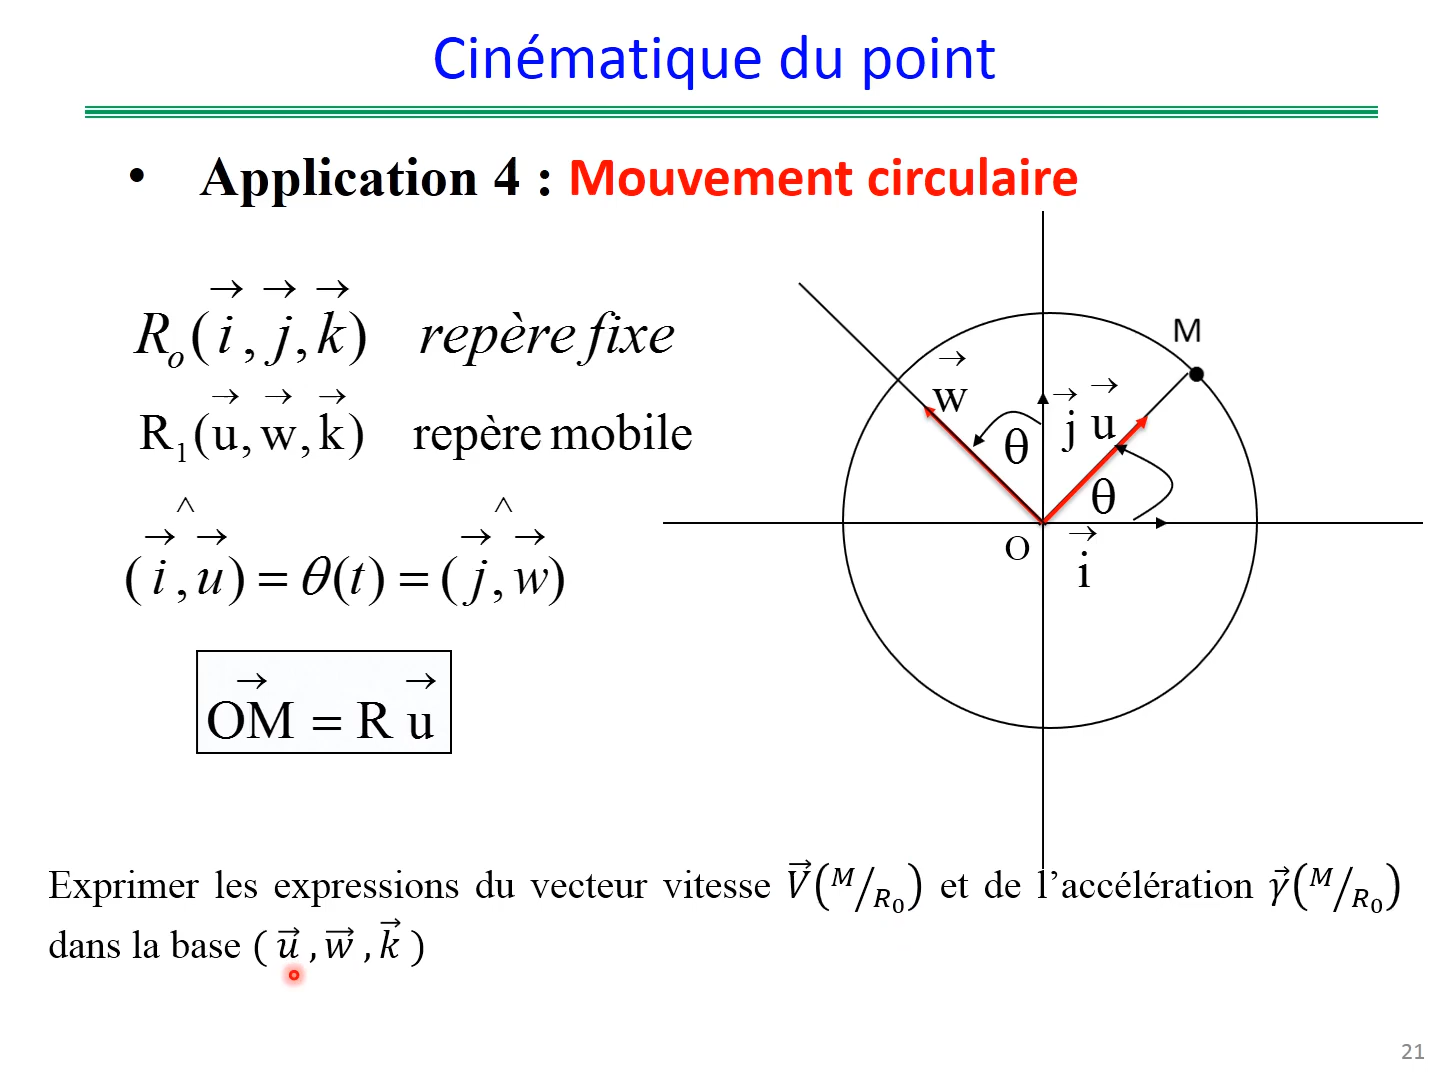 Cinématique du point
• Application 4 : Mouvement circulaire
R₀(i⃗, j⃗, k⃗) repère fixe
R₁(u⃗, w⃗, k⃗) repère mobile
(i⃗,^u⃗) = θ(t) = (j⃗,^w⃗)
OM⃗ = R u⃗
M
w⃗
j⃗ u⃗
θ
θ
O
i⃗
Exprimer les expressions du vecteur vitesse V⃗(M/R₀) et de l’accélération γ⃗(M/R₀)
dans la base ( u⃗ , w⃗ , k⃗ )
21